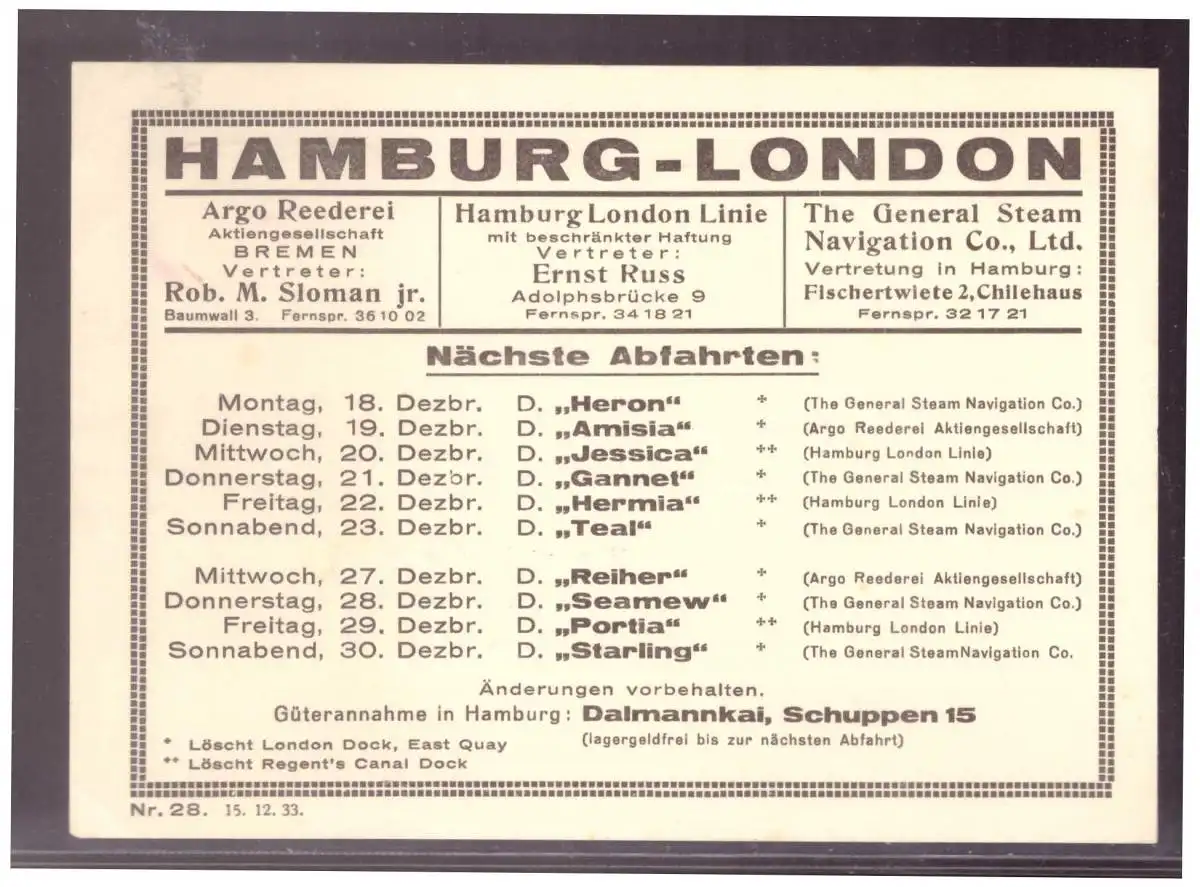 HAMBURG-LONDON
Argo Reederei
Aktiengesellschaft
BREMEN
Vertreter:
Rob. M. Sloman jr.
Baumwall 3. Fernspr. 36 10 02
Hamburg London Linie
mit beschränkter Haftung
Vertreter:
Ernst Russ
Adolphsbrücke 9
Fernspr. 34 18 21
The General Steam
Navigation Co., Ltd.
Vertretung in Hamburg:
Fischertwiete 2, Chilehaus
Fernspr. 32 17 21
Nächste Abfahrten:
Montag, 18. Dezbr. D. „Heron“ * (The General Steam Navigation Co.)
Dienstag, 19. Dezbr. D. „Amisia“ * (Argo Reederei Aktiengesellschaft)
Mittwoch, 20. Dezbr. D. „Jessica“ ** (Hamburg London Linie)
Donnerstag, 21. Dezbr. D. „Gannet“ * (The General Steam Navigation Co.)
Freitag, 22. Dezbr. D. „Hermia“ ** (Hamburg London Linie)
Sonnabend, 23. Dezbr. D. „Teal“ * (The General Steam Navigation Co.)
Mittwoch, 27. Dezbr. D. „Reiher“ * (Argo Reederei Aktiengesellschaft)
Donnerstag, 28. Dezbr. D. „Seamew“ * (The General Steam Navigation Co.)
Freitag, 29. Dezbr. D. „Portia“ ** (Hamburg London Linie)
Sonnabend, 30. Dezbr. D. „Starling“ * (The General SteamNavigation Co.
Änderungen vorbehalten.
Güterannahme in Hamburg: Dalmannkai, Schuppen 15
(lagergeldfrei bis zur nächsten Abfahrt)
* Löscht London Dock, East Quay
** Löscht Regent's Canal Dock
Nr. 28. 15. 12. 33.